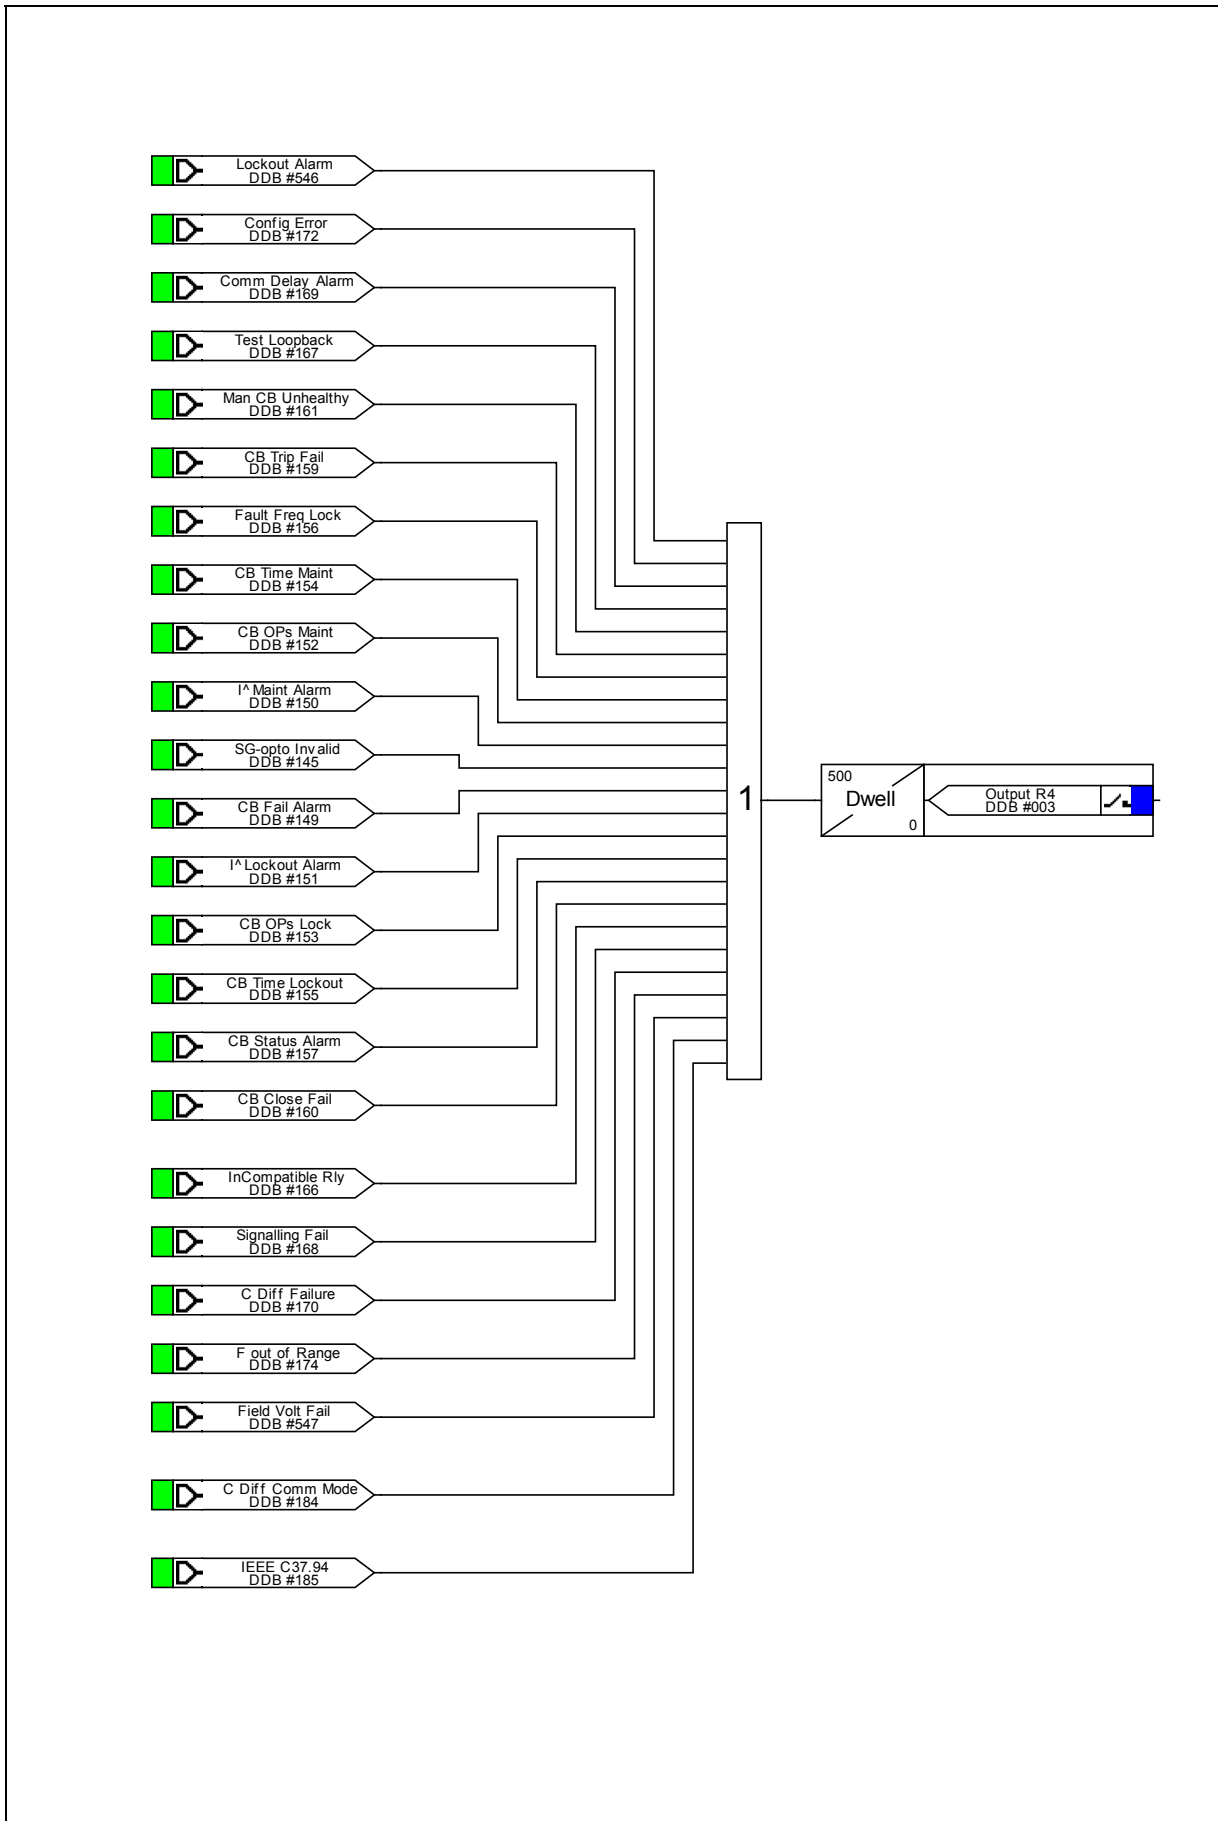 Lockout Alarm
DDB #546
Config Error
DDB #172
Comm Delay Alarm
DDB #169
Test Loopback
DDB #167
Man CB Unhealthy
DDB #161
CB Trip Fail
DDB #159
Fault Freq Lock
DDB #156
CB Time Maint
DDB #154
CB OPs Maint
DDB #152
I^ Maint Alarm
DDB #150
SG-opto Invalid
DDB #145
CB Fail Alarm
DDB #149
I^ Lockout Alarm
DDB #151
CB OPs Lock
DDB #153
CB Time Lockout
DDB #155
CB Status Alarm
DDB #157
CB Close Fail
DDB #160
InCompatible Rly
DDB #166
Signalling Fail
DDB #168
C Diff Failure
DDB #170
F out of Range
DDB #174
Field Volt Fail
DDB #547
C Diff Comm Mode
DDB #184
IEEE C37.94
DDB #185
1
500
Dwell
0
Output R4
DDB #003